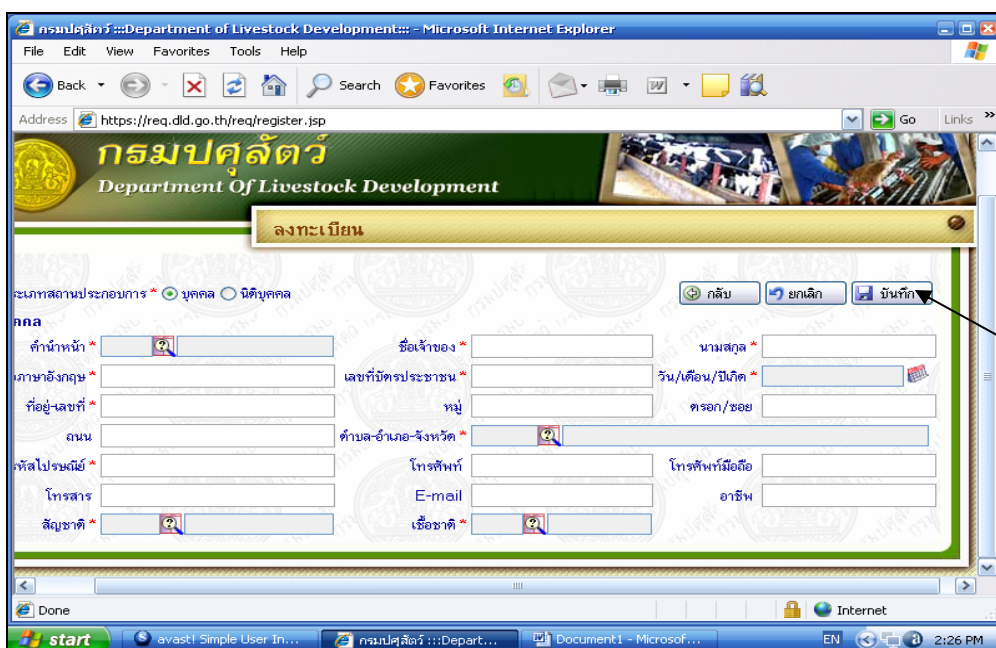 กรมปศุสัตว์ :::Department of Livestock Development::: - Microsoft Internet Explorer
File Edit View Favorites Tools Help
Back Search Favorites
Address https://req.dld.go.th/req/register.jsp Go Links »
กรมปศุสัตว์
Department Of Livestock Development
ลงทะเบียน
ระเภทสถานประกอบการ * บุคคล นิติบุคคล กลับ ยกเลิก บันทึก
คคล
คำนำหน้า * ชื่อเจ้าของ * นามสกุล *
ภาษาอังกฤษ * เลขที่บัตรประชาชน * วัน/เดือน/ปีเกิด *
ที่อยู่-เลขที่ * หมู่ ตรอก/ซอย
ถนน ตำบล-อำเภอ-จังหวัด *
หัสไปรษณีย์ * โทรศัพท์ โทรศัพท์มือถือ
โทรสาร E-mail อาชีพ
สัญชาติ * เชื้อชาติ *
Done Internet
start avast! Simple User In... กรมปศุสัตว์ :::Depart... Document1 - Microsof... EN 2:26 PM